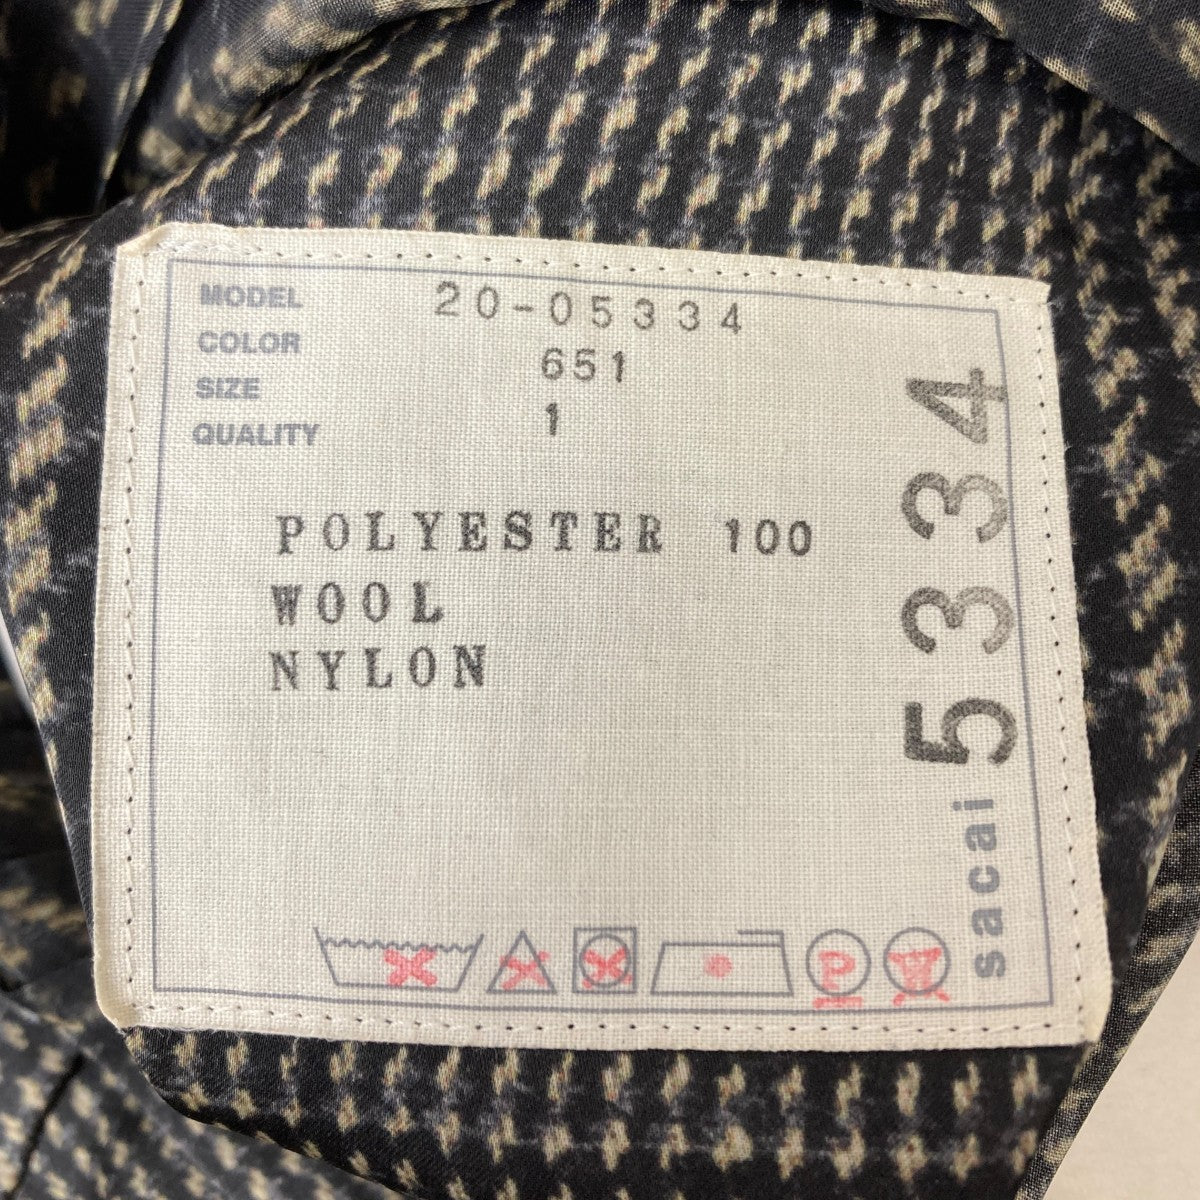 MODEL 20-05334
COLOR 651
SIZE 1
QUALITY
POLYESTER 100
WOOL
NYLON
sacai 5334
P
W